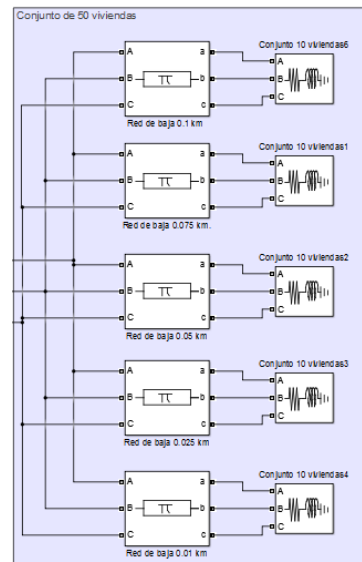 Conjunto de 50 viviendas
Conjunto 10 viviendas6
A a A
B π b B
C c C
Red de baja 0.1 km
Conjunto 10 viviendas1
A a A
B π b B
C c C
Red de baja 0.075 km.
Conjunto 10 viviendas2
A a A
B π b B
C c C
Red de baja 0.05 km
Conjunto 10 viviendas3
A a A
B π b B
C c C
Red de baja 0.025 km
Conjunto 10 viviendas4
A a A
B π b B
C c C
Red de baja 0.01 km